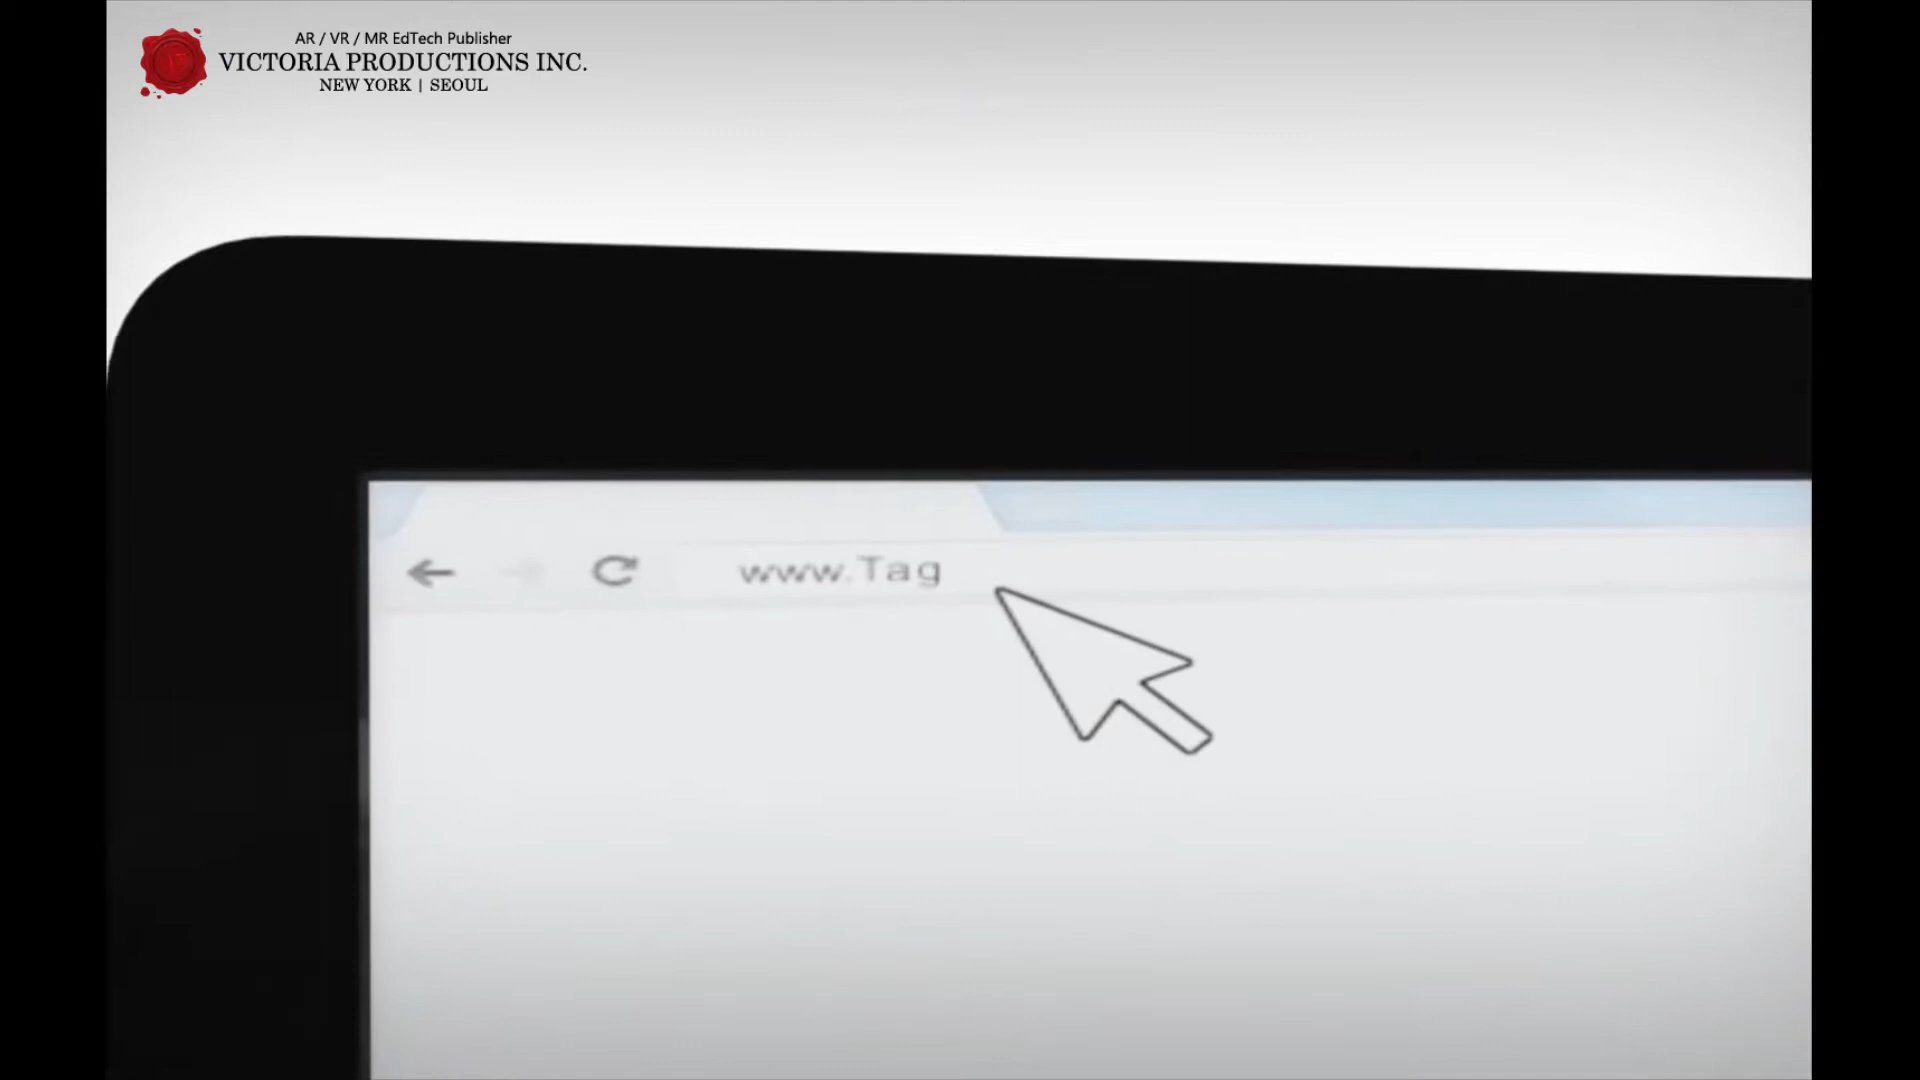 AR / VR / MR EdTech Publisher
VICTORIA PRODUCTIONS INC.
NEW YORK | SEOUL
www.Tag